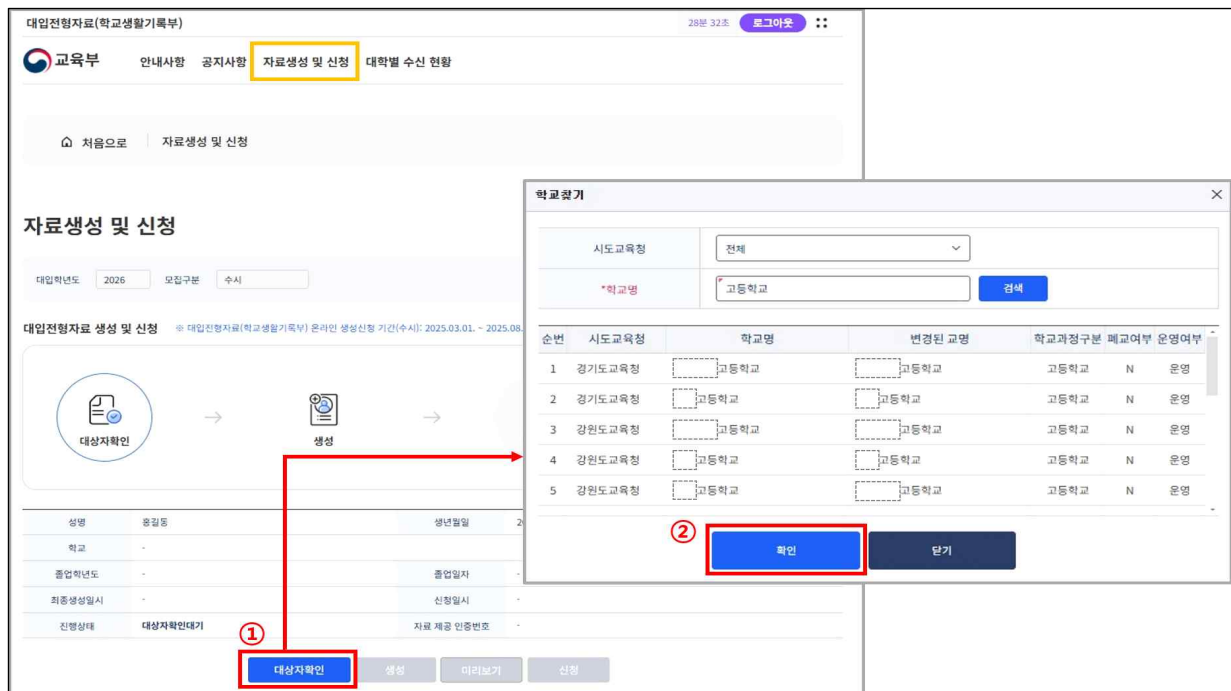 대입전형자료(학교생활기록부)
28분 32초 로그아웃
교육부 안내사항 공지사항 자료생성 및 신청 대학별 수신 현황
처음으로 자료생성 및 신청
자료생성 및 신청
대입학년도 2026 모집구분 수시
대입전형자료 생성 및 신청 ※ 대입전형자료(학교생활기록부) 온라인 생성신청 기간(수시): 2025.03.01. ~ 2025.08.
대상자확인 → 생성 →
성명 홍길동 생년월일
학교 -
졸업학년도 - 졸업일자 -
최종생성일시 - 신청일시 -
진행상태 대상자확인대기 자료 제공 인증번호 -
①
대상자확인 생성 미리보기 신청
학교찾기
시도교육청 전체
*학교명 고등학교 검색
순번 시도교육청 학교명 변경된 교명 학교과정구분 폐교여부 운영여부
1 경기도교육청 고등학교 고등학교 고등학교 N 운영
2 경기도교육청 고등학교 고등학교 고등학교 N 운영
3 강원도교육청 고등학교 고등학교 고등학교 N 운영
4 강원도교육청 고등학교 고등학교 고등학교 N 운영
5 강원도교육청 고등학교 고등학교 고등학교 N 운영
②
확인 닫기